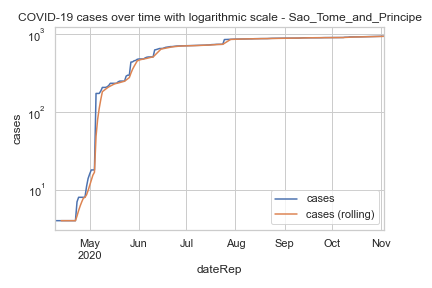 COVID-19 cases over time with logarithmic scale - Sao_Tome_and_Principe
10³
10²
10¹
cases
cases
cases (rolling)
May Jun Jul Aug Sep Oct Nov
2020
dateRep